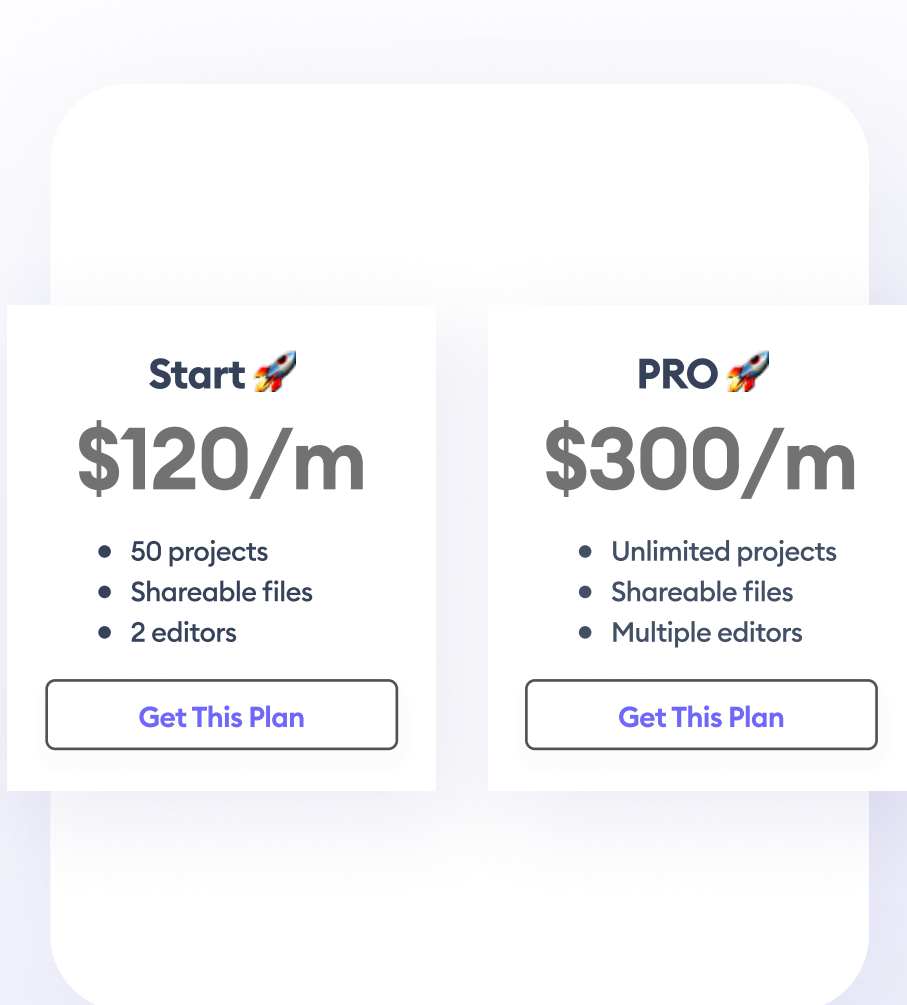 Start 🚀
$120/m
50 projects
Shareable files
2 editors
Get This Plan
PRO 🚀
$300/m
Unlimited projects
Shareable files
Multiple editors
Get This Plan